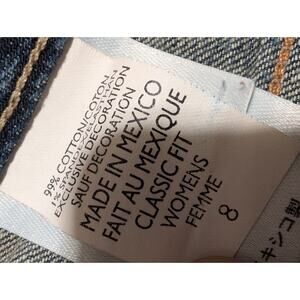 99% COTTON/COTON
1% SPANDEX/ELASTHANNE
EXCLUSIVE DECORATION
SAUF DECORATION
MADE IN MEXICO
FAIT AU MEXIQUE
CLASSIC FIT
WOMENS
FEMME
8
キシコ製